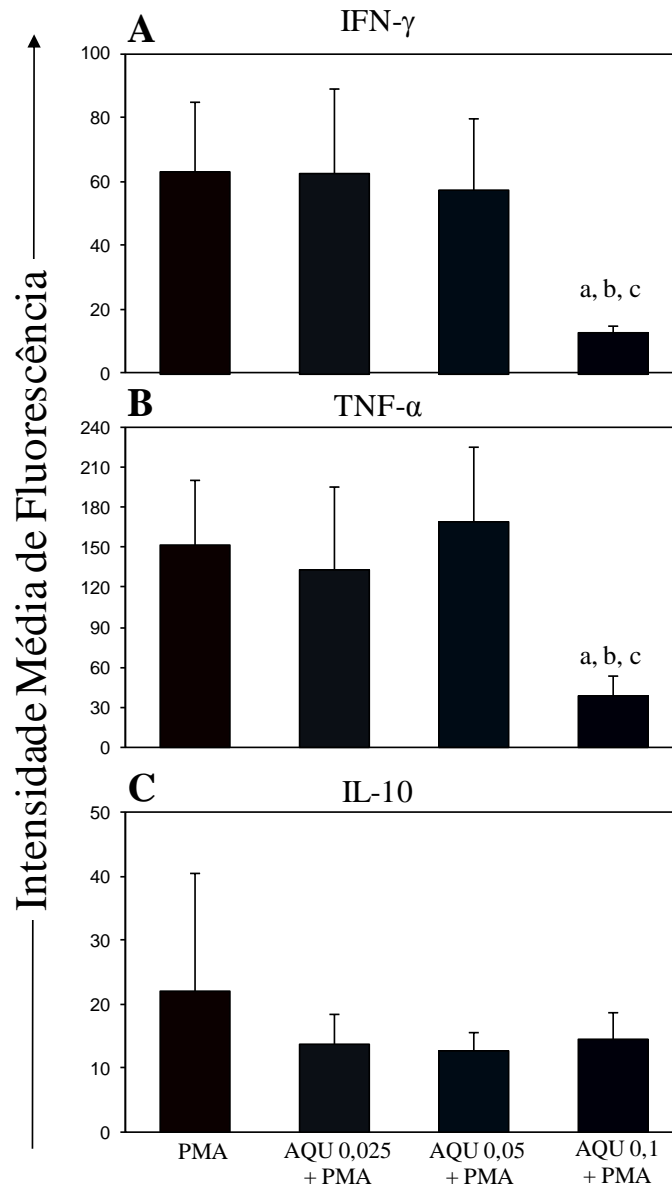 Intensidade Média de Fluorescência
A
IFN-γ
100
80
60
40
20
0
a, b, c
B
TNF-α
240
210
180
150
120
90
60
30
0
a, b, c
C
IL-10
50
40
30
20
10
0
PMA
AQU 0,025
+ PMA
AQU 0,05
+ PMA
AQU 0,1
+ PMA